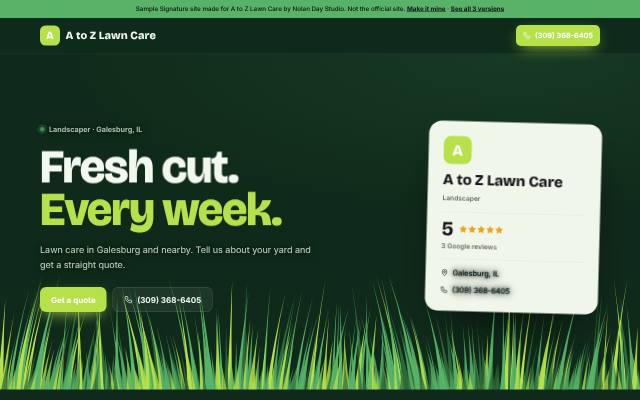 Sample Signature site made for A to Z Lawn Care by Nolan Day Studio. Not the official site. Make it mine · See all 3 versions
A A to Z Lawn Care
(309) 368-6405
Landscaper · Galesburg, IL
Fresh cut.
Every week.
Lawn care in Galesburg and nearby. Tell us about your yard and
get a straight quote.
Get a quote
(309) 368-6405
A
A to Z Lawn Care
Landscaper
5 ★★★★★
3 Google reviews
Galesburg, IL
(309) 368-6405